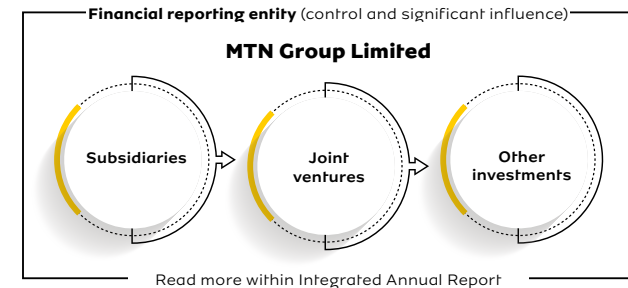 Financial reporting entity (control and significant influence)
MTN Group Limited
Subsidiaries
Joint
ventures
Other
investments
Read more within Integrated Annual Report